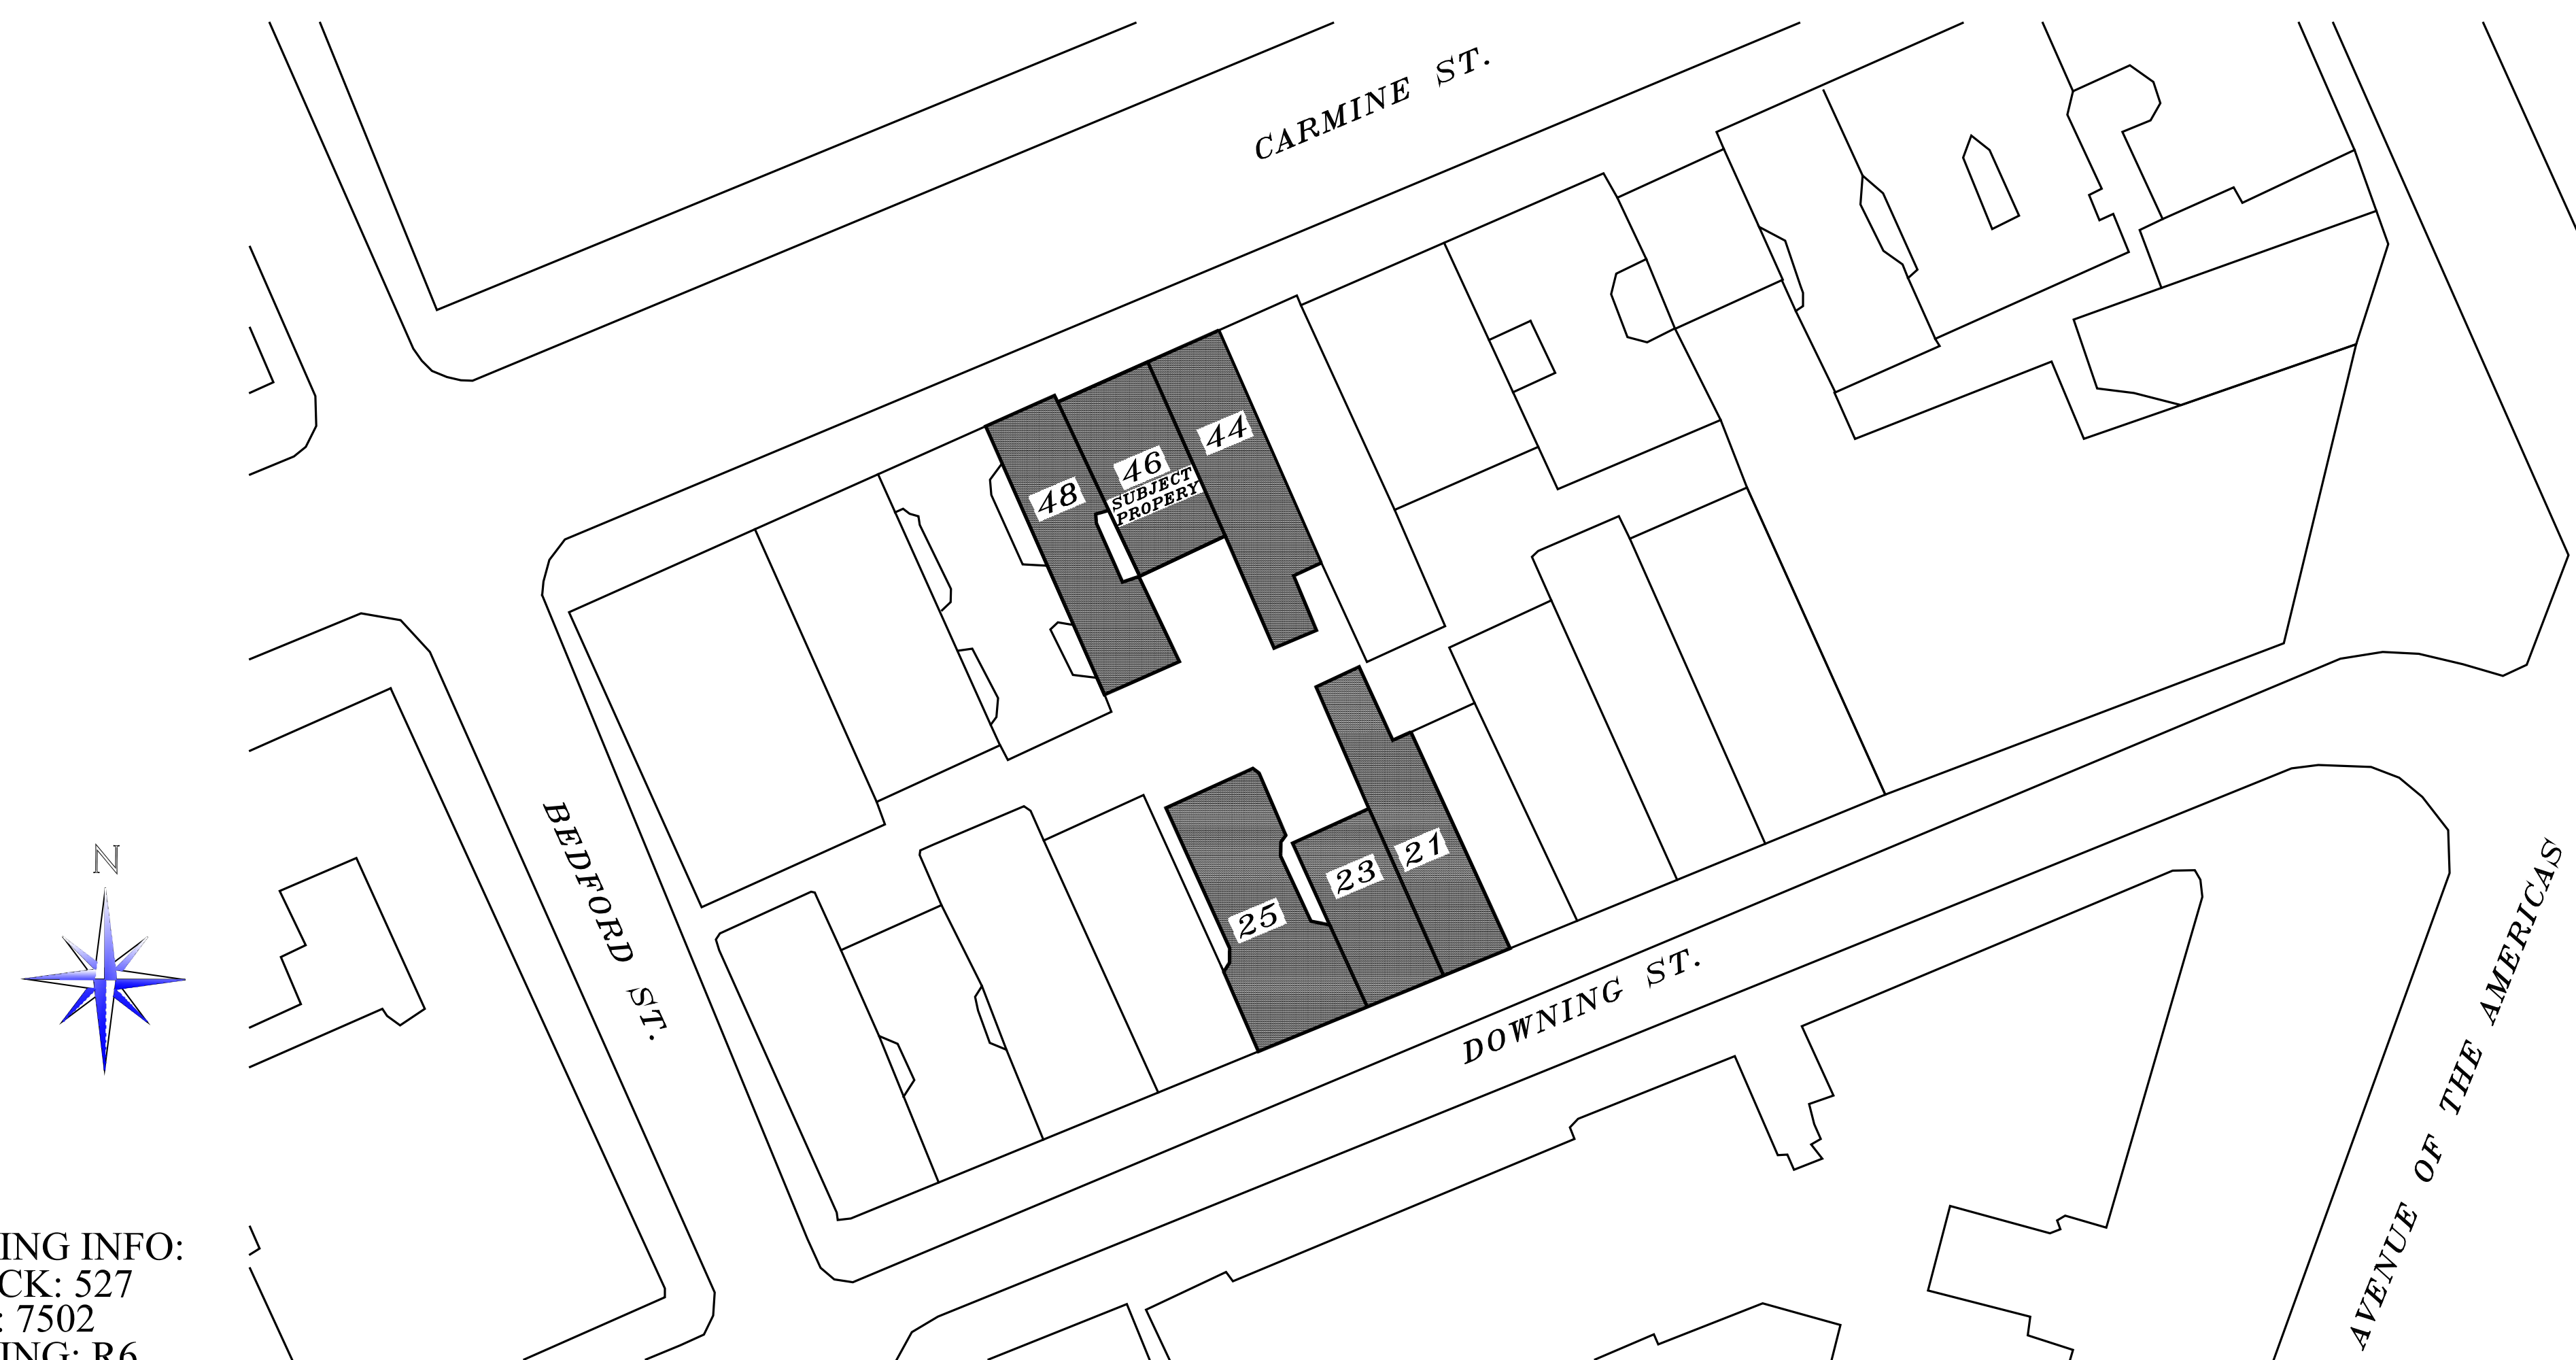 CARMINE ST.
44
46
SUBJECT
PROPERY
48
N
BEDFORD ST.
21
23
25
DOWNING ST.
AVENUE OF THE AMERICAS
ING INFO:
CK: 527
: 7502
ING: R6